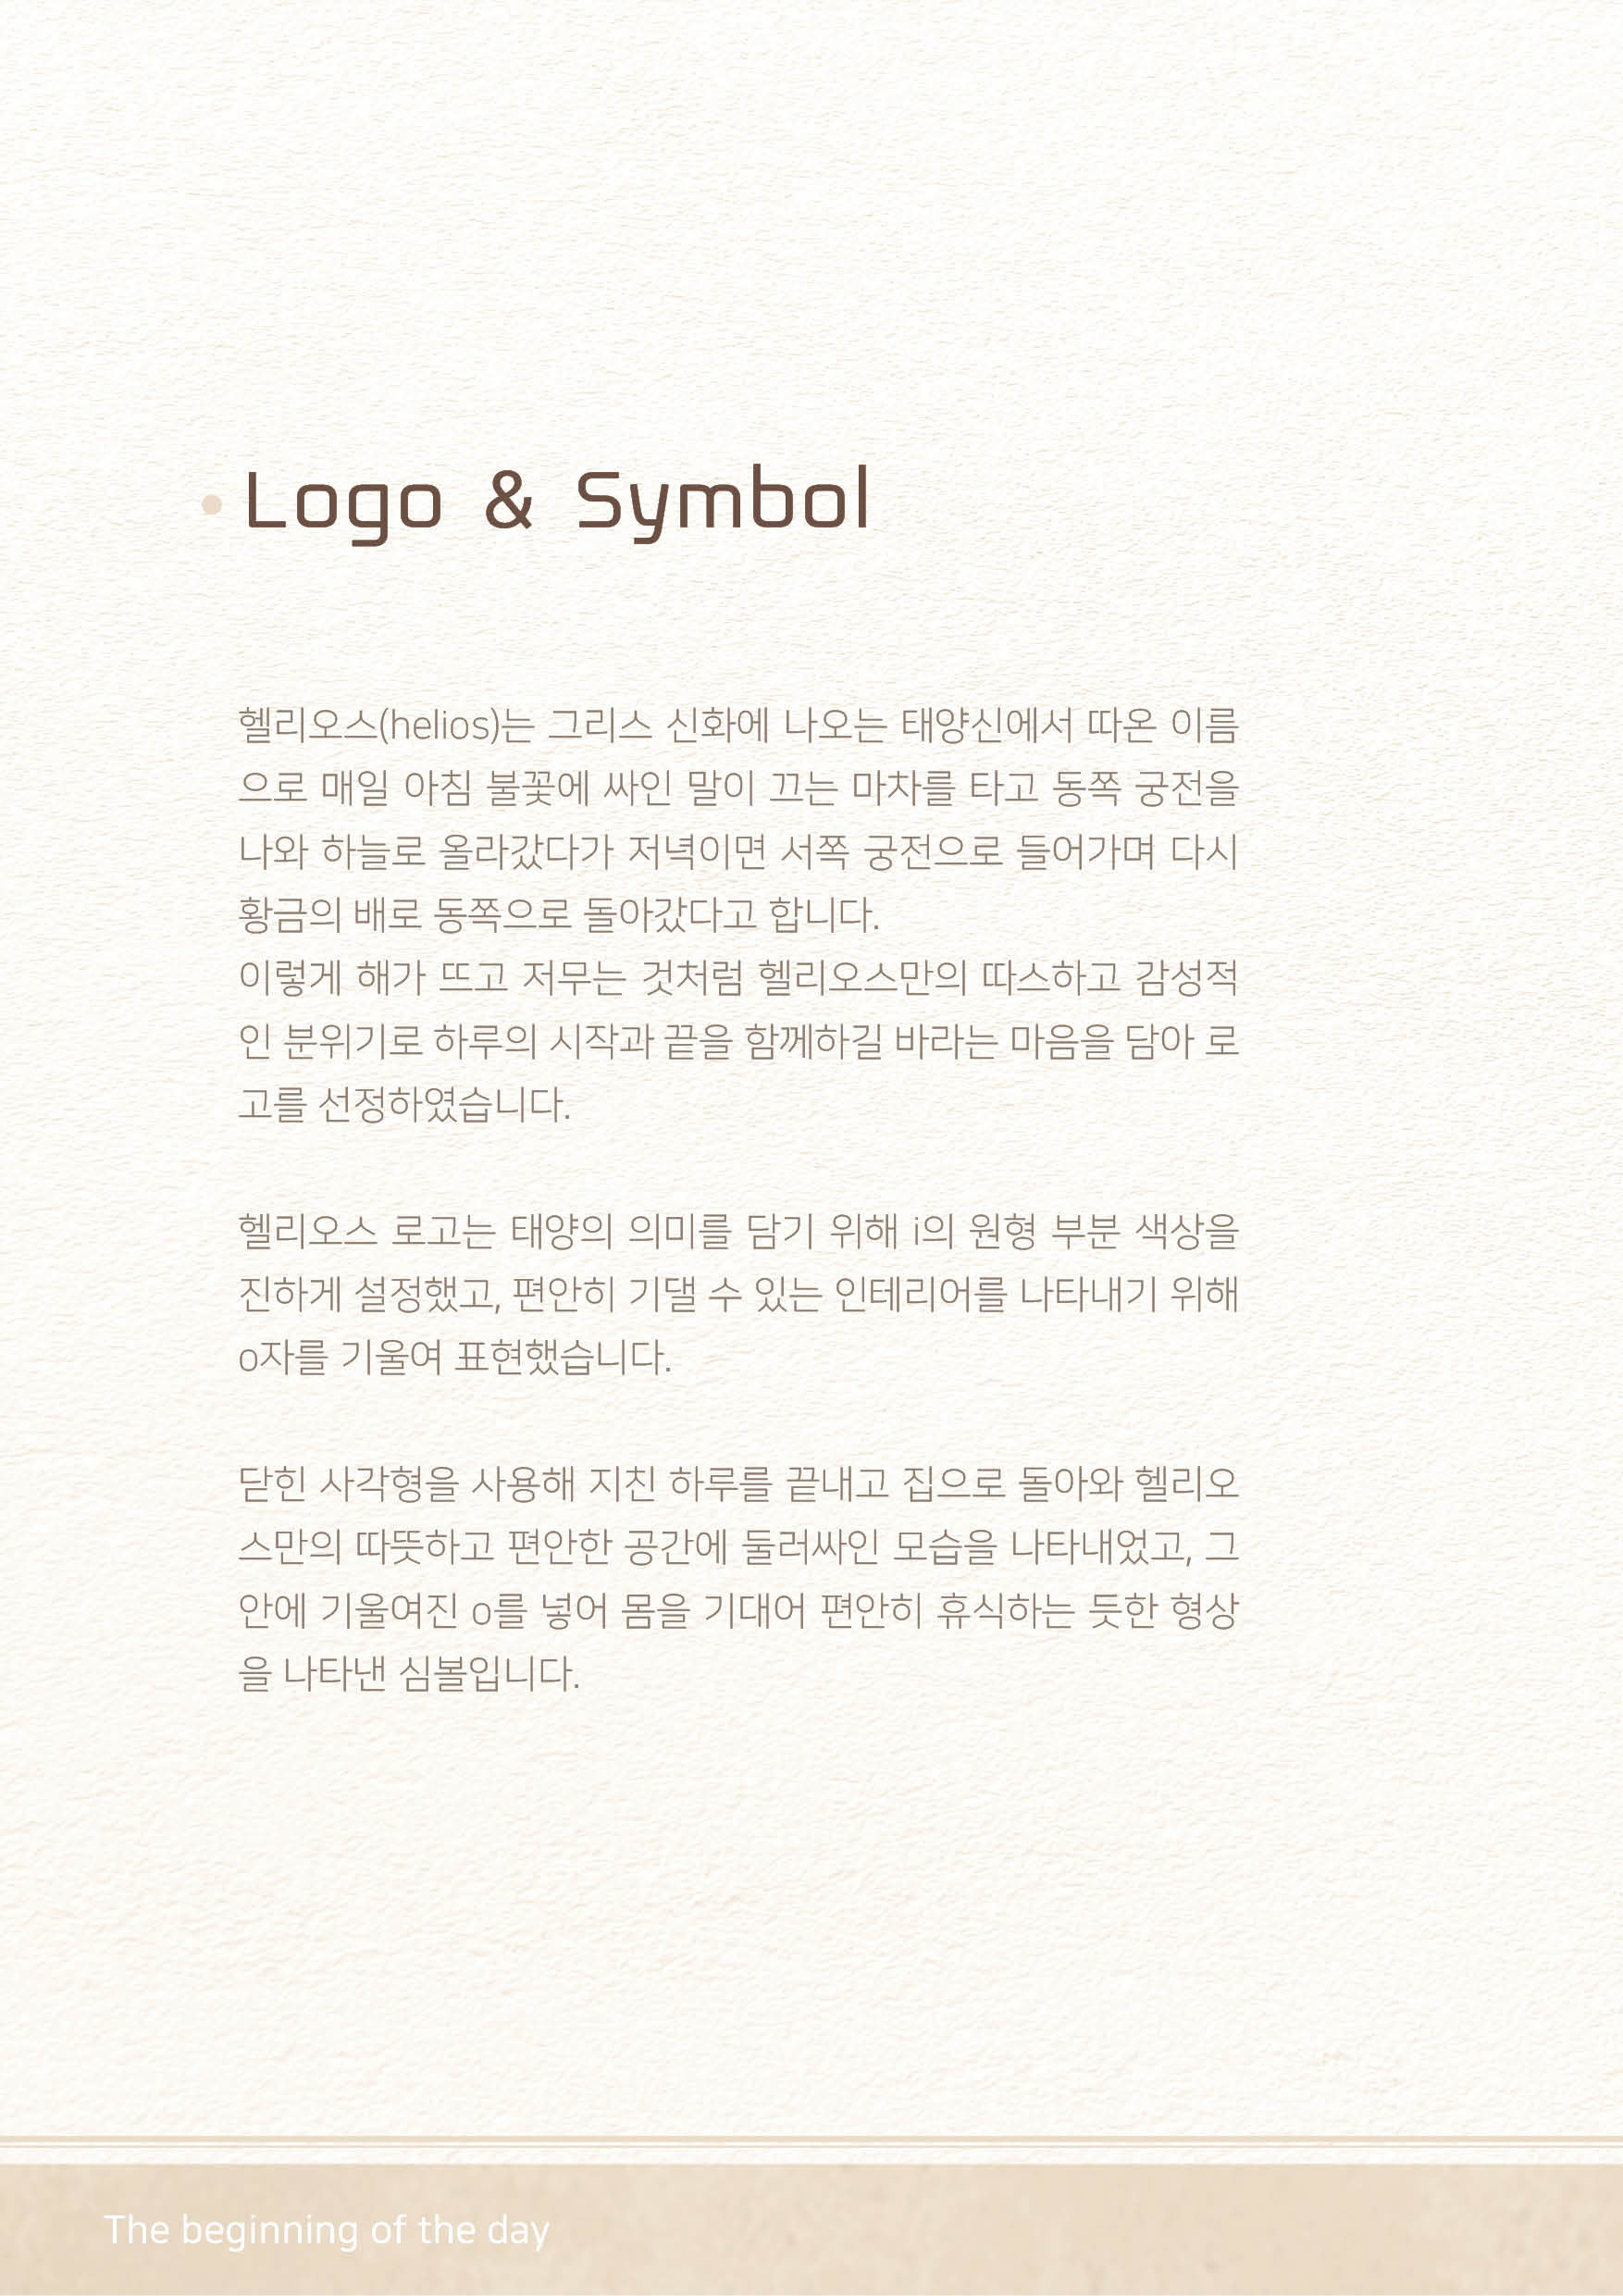 Logo & Symbol
헬리오스(helios)는 그리스 신화에 나오는 태양신에서 따온 이름
으로 매일 아침 불꽃에 싸인 말이 끄는 마차를 타고 동쪽 궁전을
나와 하늘로 올라갔다가 저녁이면 서쪽 궁전으로 들어가며 다시
황금의 배로 동쪽으로 돌아갔다고 합니다.
이렇게 해가 뜨고 저무는 것처럼 헬리오스만의 따스하고 감성적
인 분위기로 하루의 시작과 끝을 함께하길 바라는 마음을 담아 로
고를 선정하였습니다.
헬리오스 로고는 태양의 의미를 담기 위해 i의 원형 부분 색상을
진하게 설정했고, 편안히 기댈 수 있는 인테리어를 나타내기 위해
o자를 기울여 표현했습니다.
닫힌 사각형을 사용해 지친 하루를 끝내고 집으로 돌아와 헬리오
스만의 따뜻하고 편안한 공간에 둘러싸인 모습을 나타내었고, 그
안에 기울여진 o를 넣어 몸을 기대어 편안히 휴식하는 듯한 형상
을 나타낸 심볼입니다.
The beginning of the day